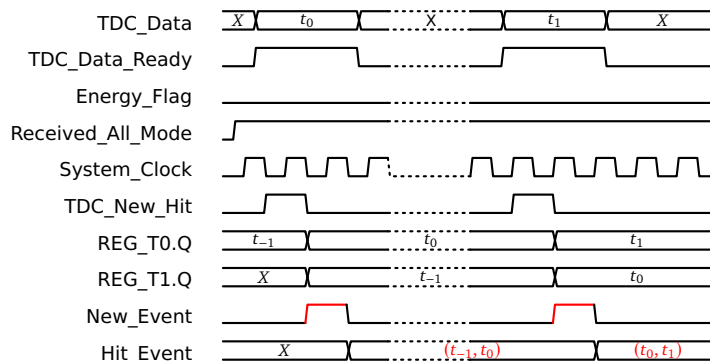 TDC_Data X t₀ X t₁ X
TDC_Data_Ready
Energy_Flag
Received_All_Mode
System_Clock
TDC_New_Hit
REG_T0.Q t₋₁ t₀ t₁
REG_T1.Q X t₋₁ t₀
New_Event
Hit_Event X (t₋₁, t₀) (t₀, t₁)